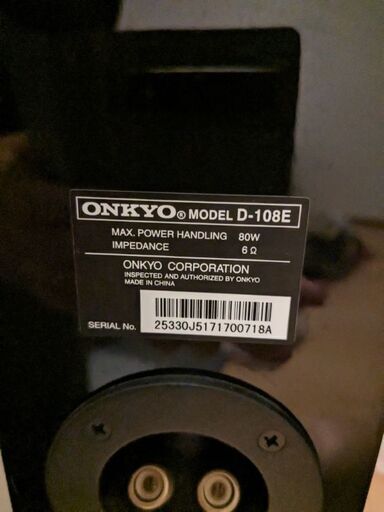 ONKYO® MODEL D-108E
MAX. POWER HANDLING 80W
IMPEDANCE 6 Ω
ONKYO CORPORATION
INSPECTED AND AUTHORIZED BY ONKYO
MADE IN CHINA
SERIAL No. 25330J5171700718A